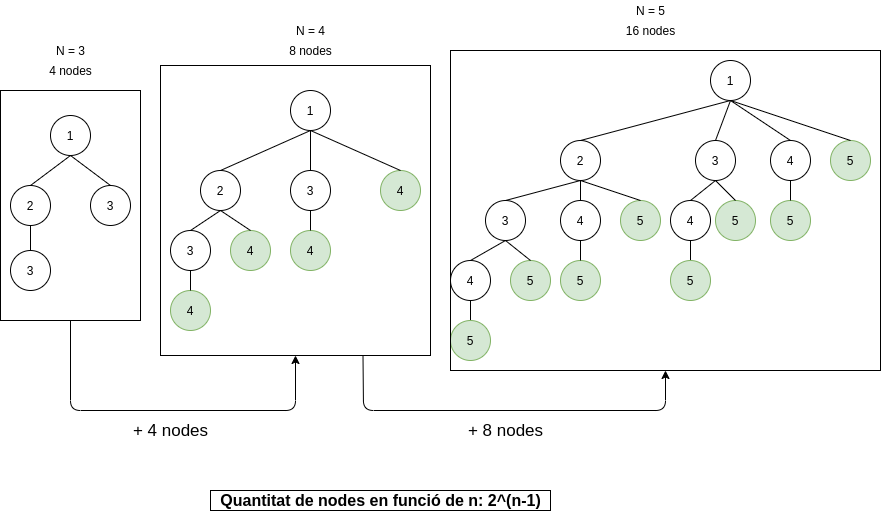 N = 3
4 nodes
1
2 3
3
N = 4
8 nodes
1
2 3 4
3 4 4
4
N = 5
16 nodes
1
2 3 4 5
3 4 5 4 5 5
4 5 5 5
5
+ 4 nodes
+ 8 nodes
Quantitat de nodes en funció de n: 2^(n-1)